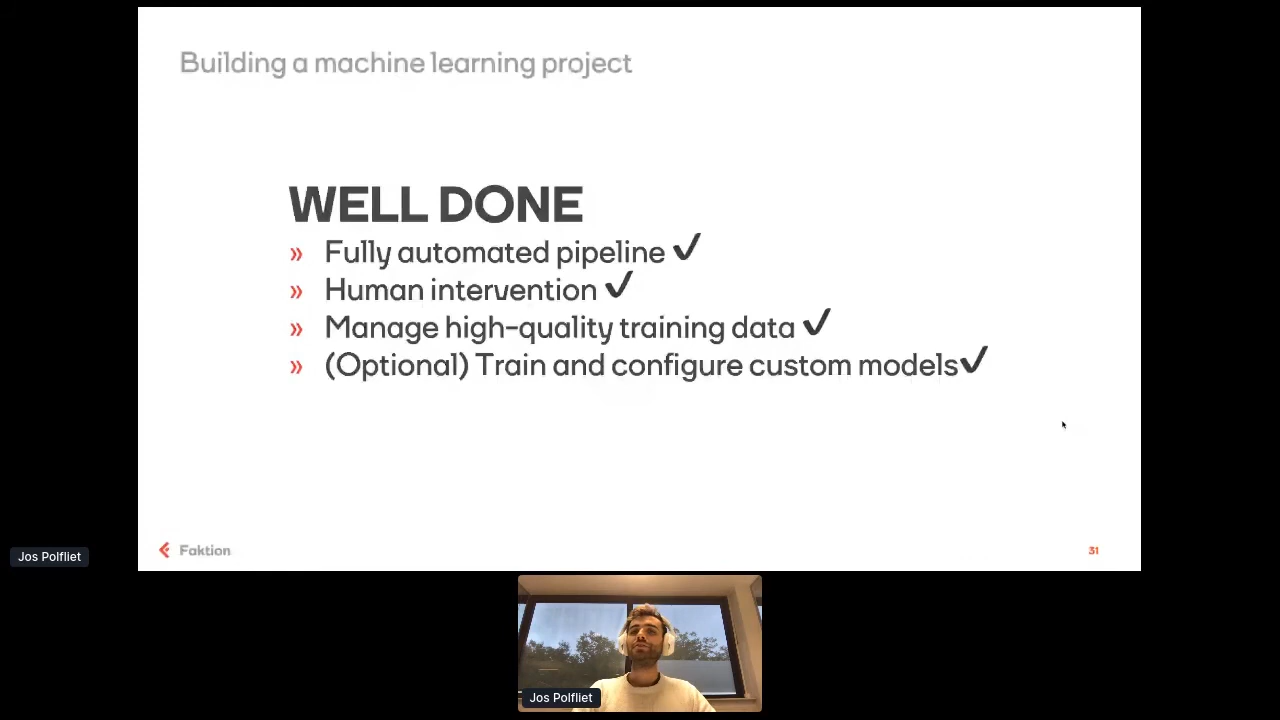 Building a machine learning project
WELL DONE
» Fully automated pipeline ✓
» Human intervention ✓
» Manage high-quality training data ✓
» (Optional) Train and configure custom models✓
Faktion
31
Jos Polfliet
Jos Polfliet